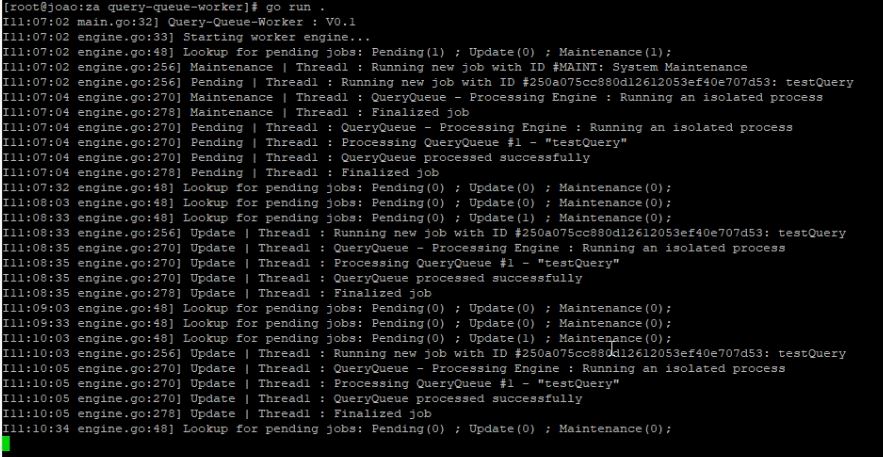 [root@joao:za query-queue-worker]# go run .
I11:07:02 main.go:32] Query-Queue-Worker : V0.1
I11:07:02 engine.go:33] Starting worker engine...
I11:07:02 engine.go:48] Lookup for pending jobs: Pending(1) ; Update(0) ; Maintenance(1);
I11:07:02 engine.go:256] Maintenance | Thread1 : Running new job with ID #MAINT: System Maintenance
I11:07:02 engine.go:256] Pending | Thread1 : Running new job with ID #250a075cc880d12612053ef40e707d53: testQuery
I11:07:04 engine.go:270] Maintenance | Thread1 : QueryQueue - Processing Engine : Running an isolated process
I11:07:04 engine.go:278] Maintenance | Thread1 : Finalized job
I11:07:04 engine.go:270] Pending | Thread1 : QueryQueue - Processing Engine : Running an isolated process
I11:07:04 engine.go:270] Pending | Thread1 : Processing QueryQueue #1 - "testQuery"
I11:07:04 engine.go:270] Pending | Thread1 : QueryQueue processed successfully
I11:07:04 engine.go:278] Pending | Thread1 : Finalized job
I11:07:32 engine.go:48] Lookup for pending jobs: Pending(0) ; Update(0) ; Maintenance(0);
I11:08:03 engine.go:48] Lookup for pending jobs: Pending(0) ; Update(0) ; Maintenance(0);
I11:08:33 engine.go:48] Lookup for pending jobs: Pending(0) ; Update(1) ; Maintenance(0);
I11:08:33 engine.go:256] Update | Thread1 : Running new job with ID #250a075cc880d12612053ef40e707d53: testQuery
I11:08:35 engine.go:270] Update | Thread1 : QueryQueue - Processing Engine : Running an isolated process
I11:08:35 engine.go:270] Update | Thread1 : Processing QueryQueue #1 - "testQuery"
I11:08:35 engine.go:270] Update | Thread1 : QueryQueue processed successfully
I11:08:35 engine.go:278] Update | Thread1 : Finalized job
I11:09:03 engine.go:48] Lookup for pending jobs: Pending(0) ; Update(0) ; Maintenance(0);
I11:09:33 engine.go:48] Lookup for pending jobs: Pending(0) ; Update(0) ; Maintenance(0);
I11:10:03 engine.go:48] Lookup for pending jobs: Pending(0) ; Update(1) ; Maintenance(0);
I11:10:03 engine.go:256] Update | Thread1 : Running new job with ID #250a075cc880d12612053ef40e707d53: testQuery
I11:10:05 engine.go:270] Update | Thread1 : QueryQueue - Processing Engine : Running an isolated process
I11:10:05 engine.go:270] Update | Thread1 : Processing QueryQueue #1 - "testQuery"
I11:10:05 engine.go:270] Update | Thread1 : QueryQueue processed successfully
I11:10:05 engine.go:278] Update | Thread1 : Finalized job
I11:10:34 engine.go:48] Lookup for pending jobs: Pending(0) ; Update(0) ; Maintenance(0);